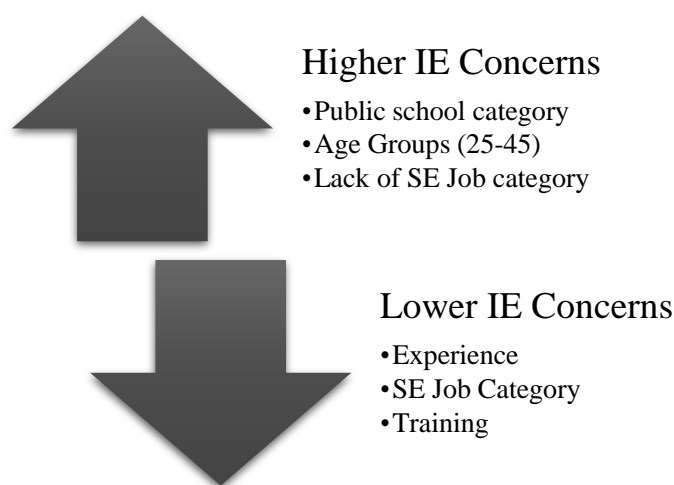 Higher IE Concerns
•Public school category
•Age Groups (25-45)
•Lack of SE Job category
Lower IE Concerns
•Experience
•SE Job Category
•Training